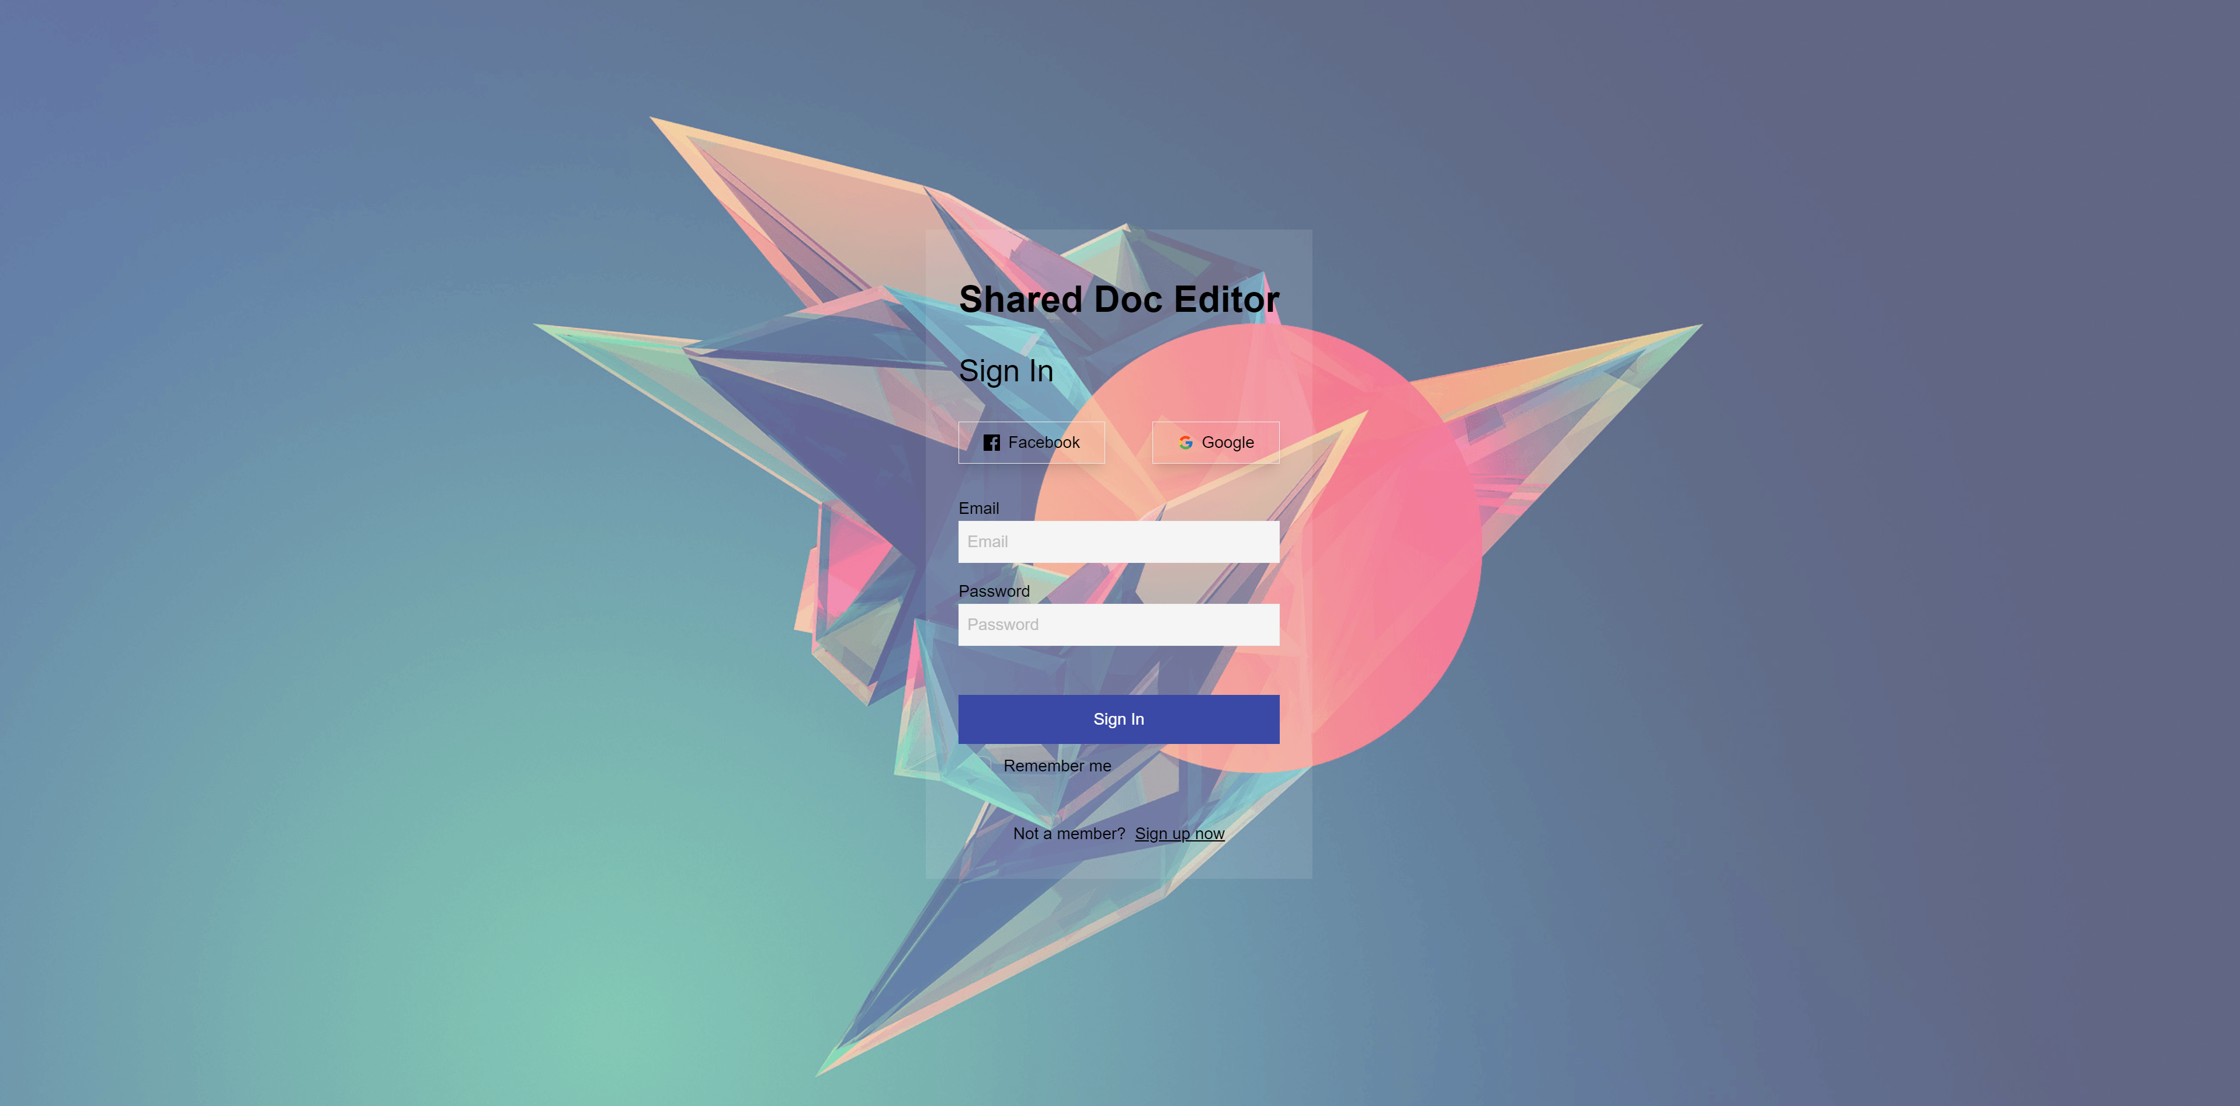 Shared Doc Editor
Sign In
Facebook Google
Email
Email
Password
Password
Sign In
Remember me
Not a member? Sign up now